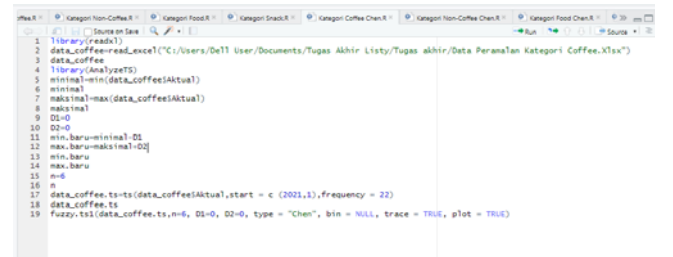 ffee.R × Kategori Non-Coffee.R × Kategori Food.R × Kategori Snack.X × Kategori Coffee Chen.R × Kategori Non-Coffee Chen.R × Kategori Food Chen.R ×
Source on Save Run Source
1 library(readxl)
2 data_coffee=read_excel("C:/Users/Dell User/Documents/Tugas Akhir Listy/Tugas akhir/Data Peramalan Kategori Coffee.Xlsx")
3 data_coffee
4 library(AnalyzeTS)
5 minimal=min(data_coffee$Aktual)
6 minimal
7 maksimal=max(data_coffee$Aktual)
8 maksimal
9 D1=0
10 D2=0
11 min.baru=minimal-D1
12 max.baru=maksimal+D2
13 min.baru
14 max.baru
15 n=6
16 n
17 data_coffee.ts=ts(data_coffee$Aktual,start = c (2021,1),frequency = 22)
18 data_coffee.ts
19 fuzzy.ts1(data_coffee.ts,n=6, D1=0, D2=0, type = "Chen", bin = NULL, trace = TRUE, plot = TRUE)